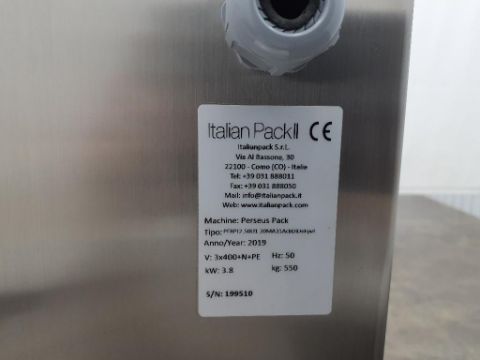 Italian Pack CE
Italianpack S.r.L.
Via Al Bassone, 30
22100 - Como (CO) - Italie
Tel: +39 031 888011
Fax: +39 031 888050
Mail: info@italianpack.it
Web: www.italianpack.com
Machine: Perseus Pack
Tipo:
Anno/Year: 2019
V: 3x400+N+PE Hz: 50
kW: 3.8 kg: 550
S/N: 199510